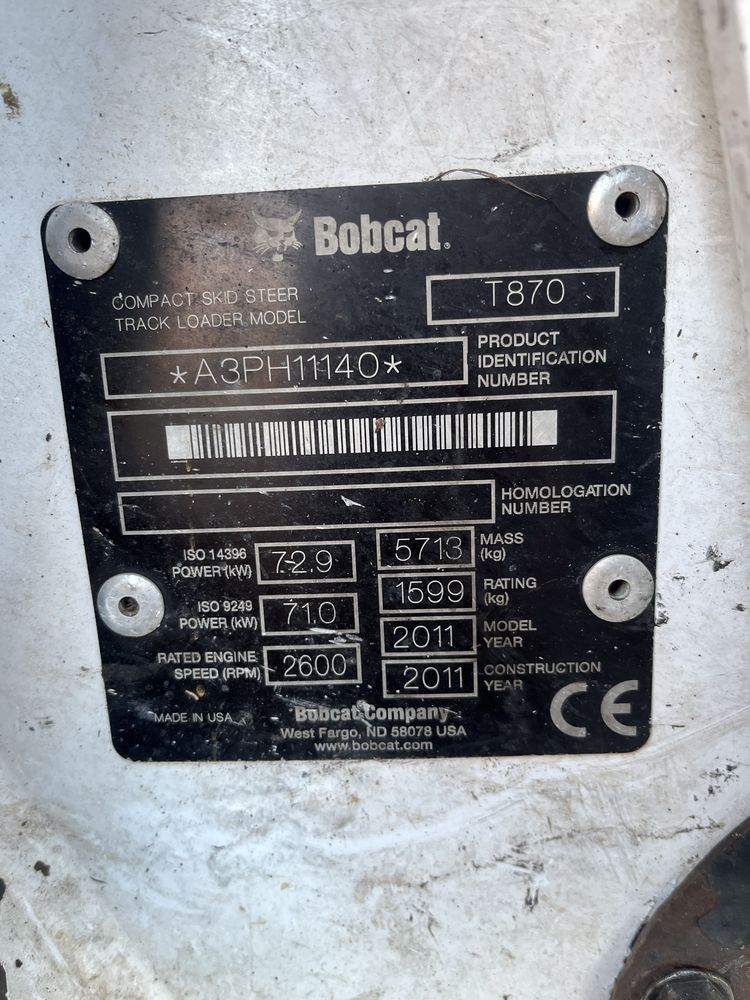 Bobcat®
COMPACT SKID STEER
TRACK LOADER MODEL
T870
*A3PH11140*
PRODUCT
IDENTIFICATION
NUMBER
HOMOLOGATION
NUMBER
ISO 14396
POWER (kW)
72.9
5713
MASS
(kg)
ISO 9249
POWER (kW)
71.0
1599
RATING
(kg)
2011
MODEL
YEAR
RATED ENGINE
SPEED (RPM)
2600
2011
CONSTRUCTION
YEAR
MADE IN USA
Bobcat Company
West Fargo, ND 58078 USA
www.bobcat.com
CE